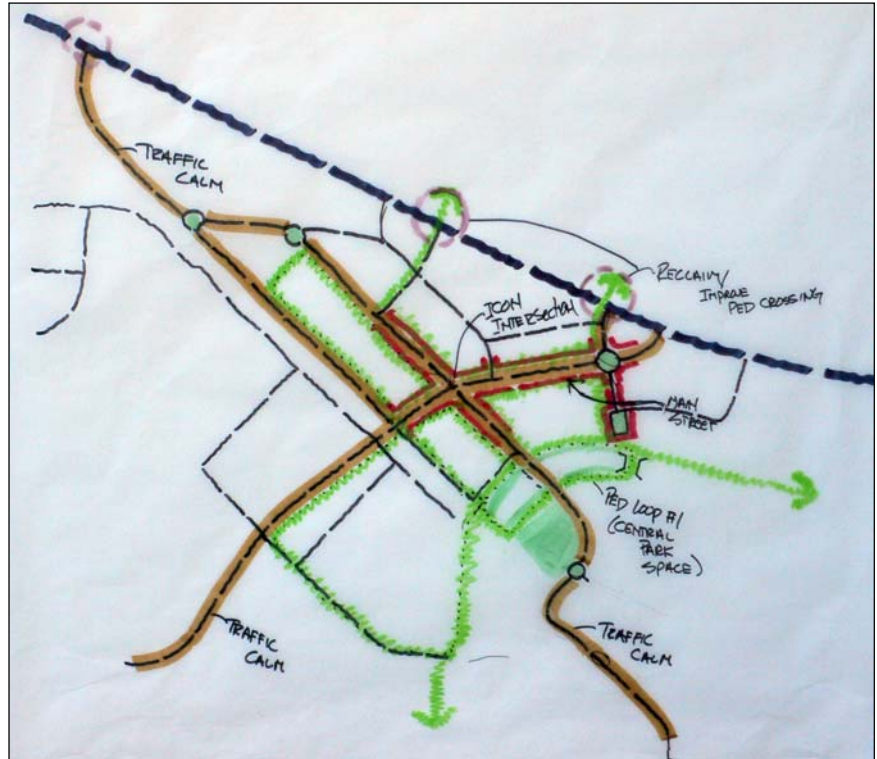 TRAFFIC
CALM
RECLAIM/
IMPROVE
PED CROSSING
ICON
INTERSECTION
MAIN
STREET
PED LOOP #1
(CENTRAL
PARK
SPACE)
TRAFFIC
CALM
TRAFFIC
CALM